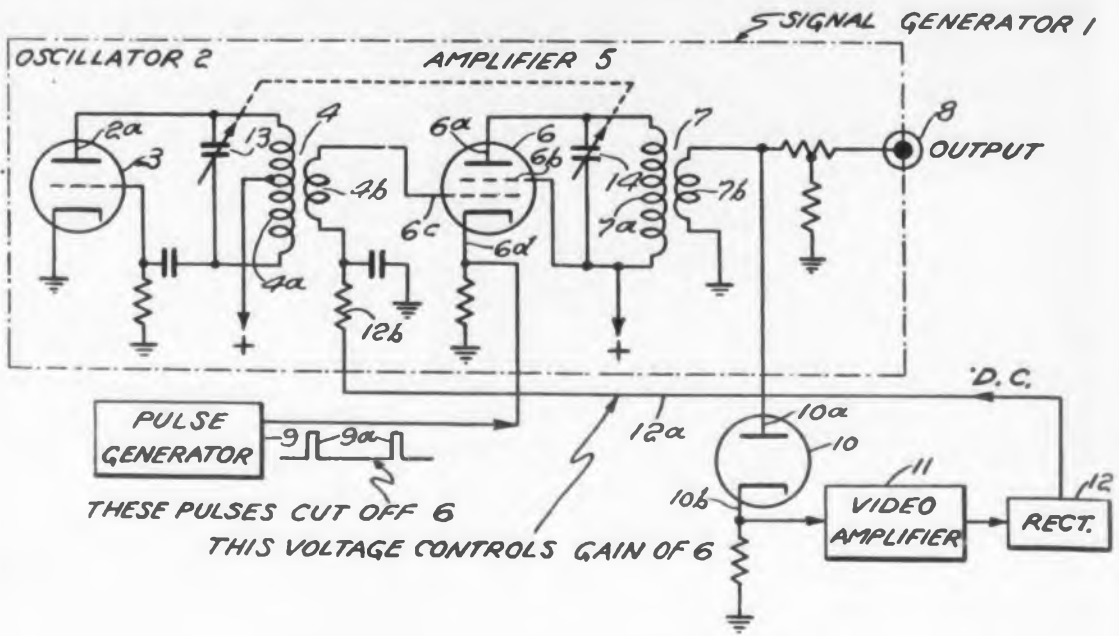 SIGNAL GENERATOR 1
OSCILLATOR 2
AMPLIFIER 5
2a
3
13
4
4b
4a
6a
6
6b
6c
6d
14
7
7a
7b
8
OUTPUT
12b
+
+
D.C.
12a
PULSE
GENERATOR
9
9a
THESE PULSES CUT OFF 6
THIS VOLTAGE CONTROLS GAIN OF 6
10a
10
10b
11
VIDEO
AMPLIFIER
12
RECT.